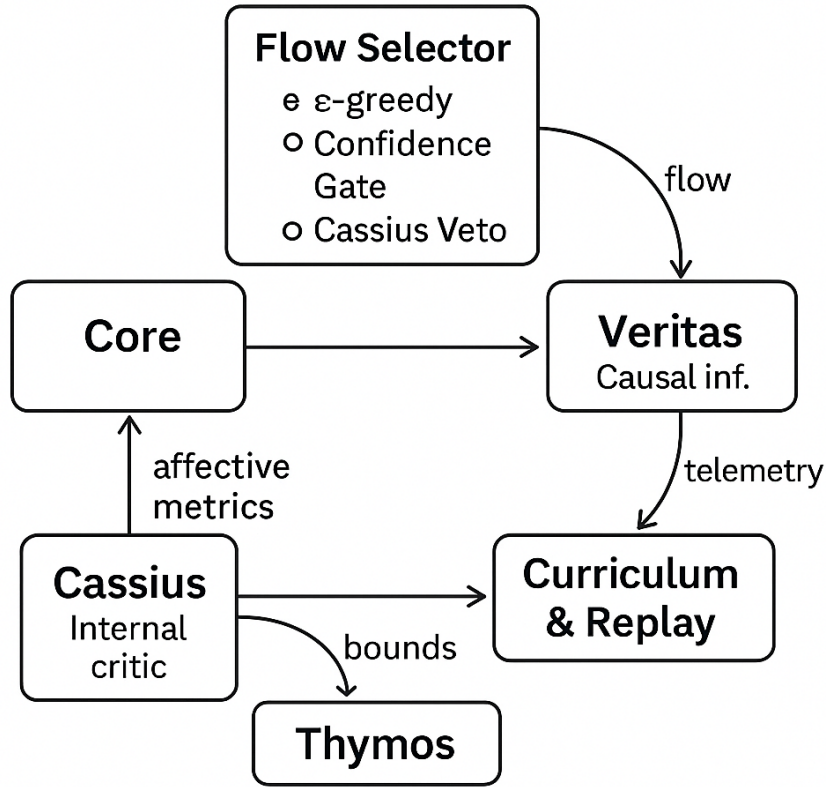 Flow Selector
e ε-greedy
o Confidence
Gate
o Cassius Veto
flow
Core
Veritas
Causal inf.
affective
metrics
telemetry
Cassius
Internal
critic
Curriculum
& Replay
bounds
Thymos